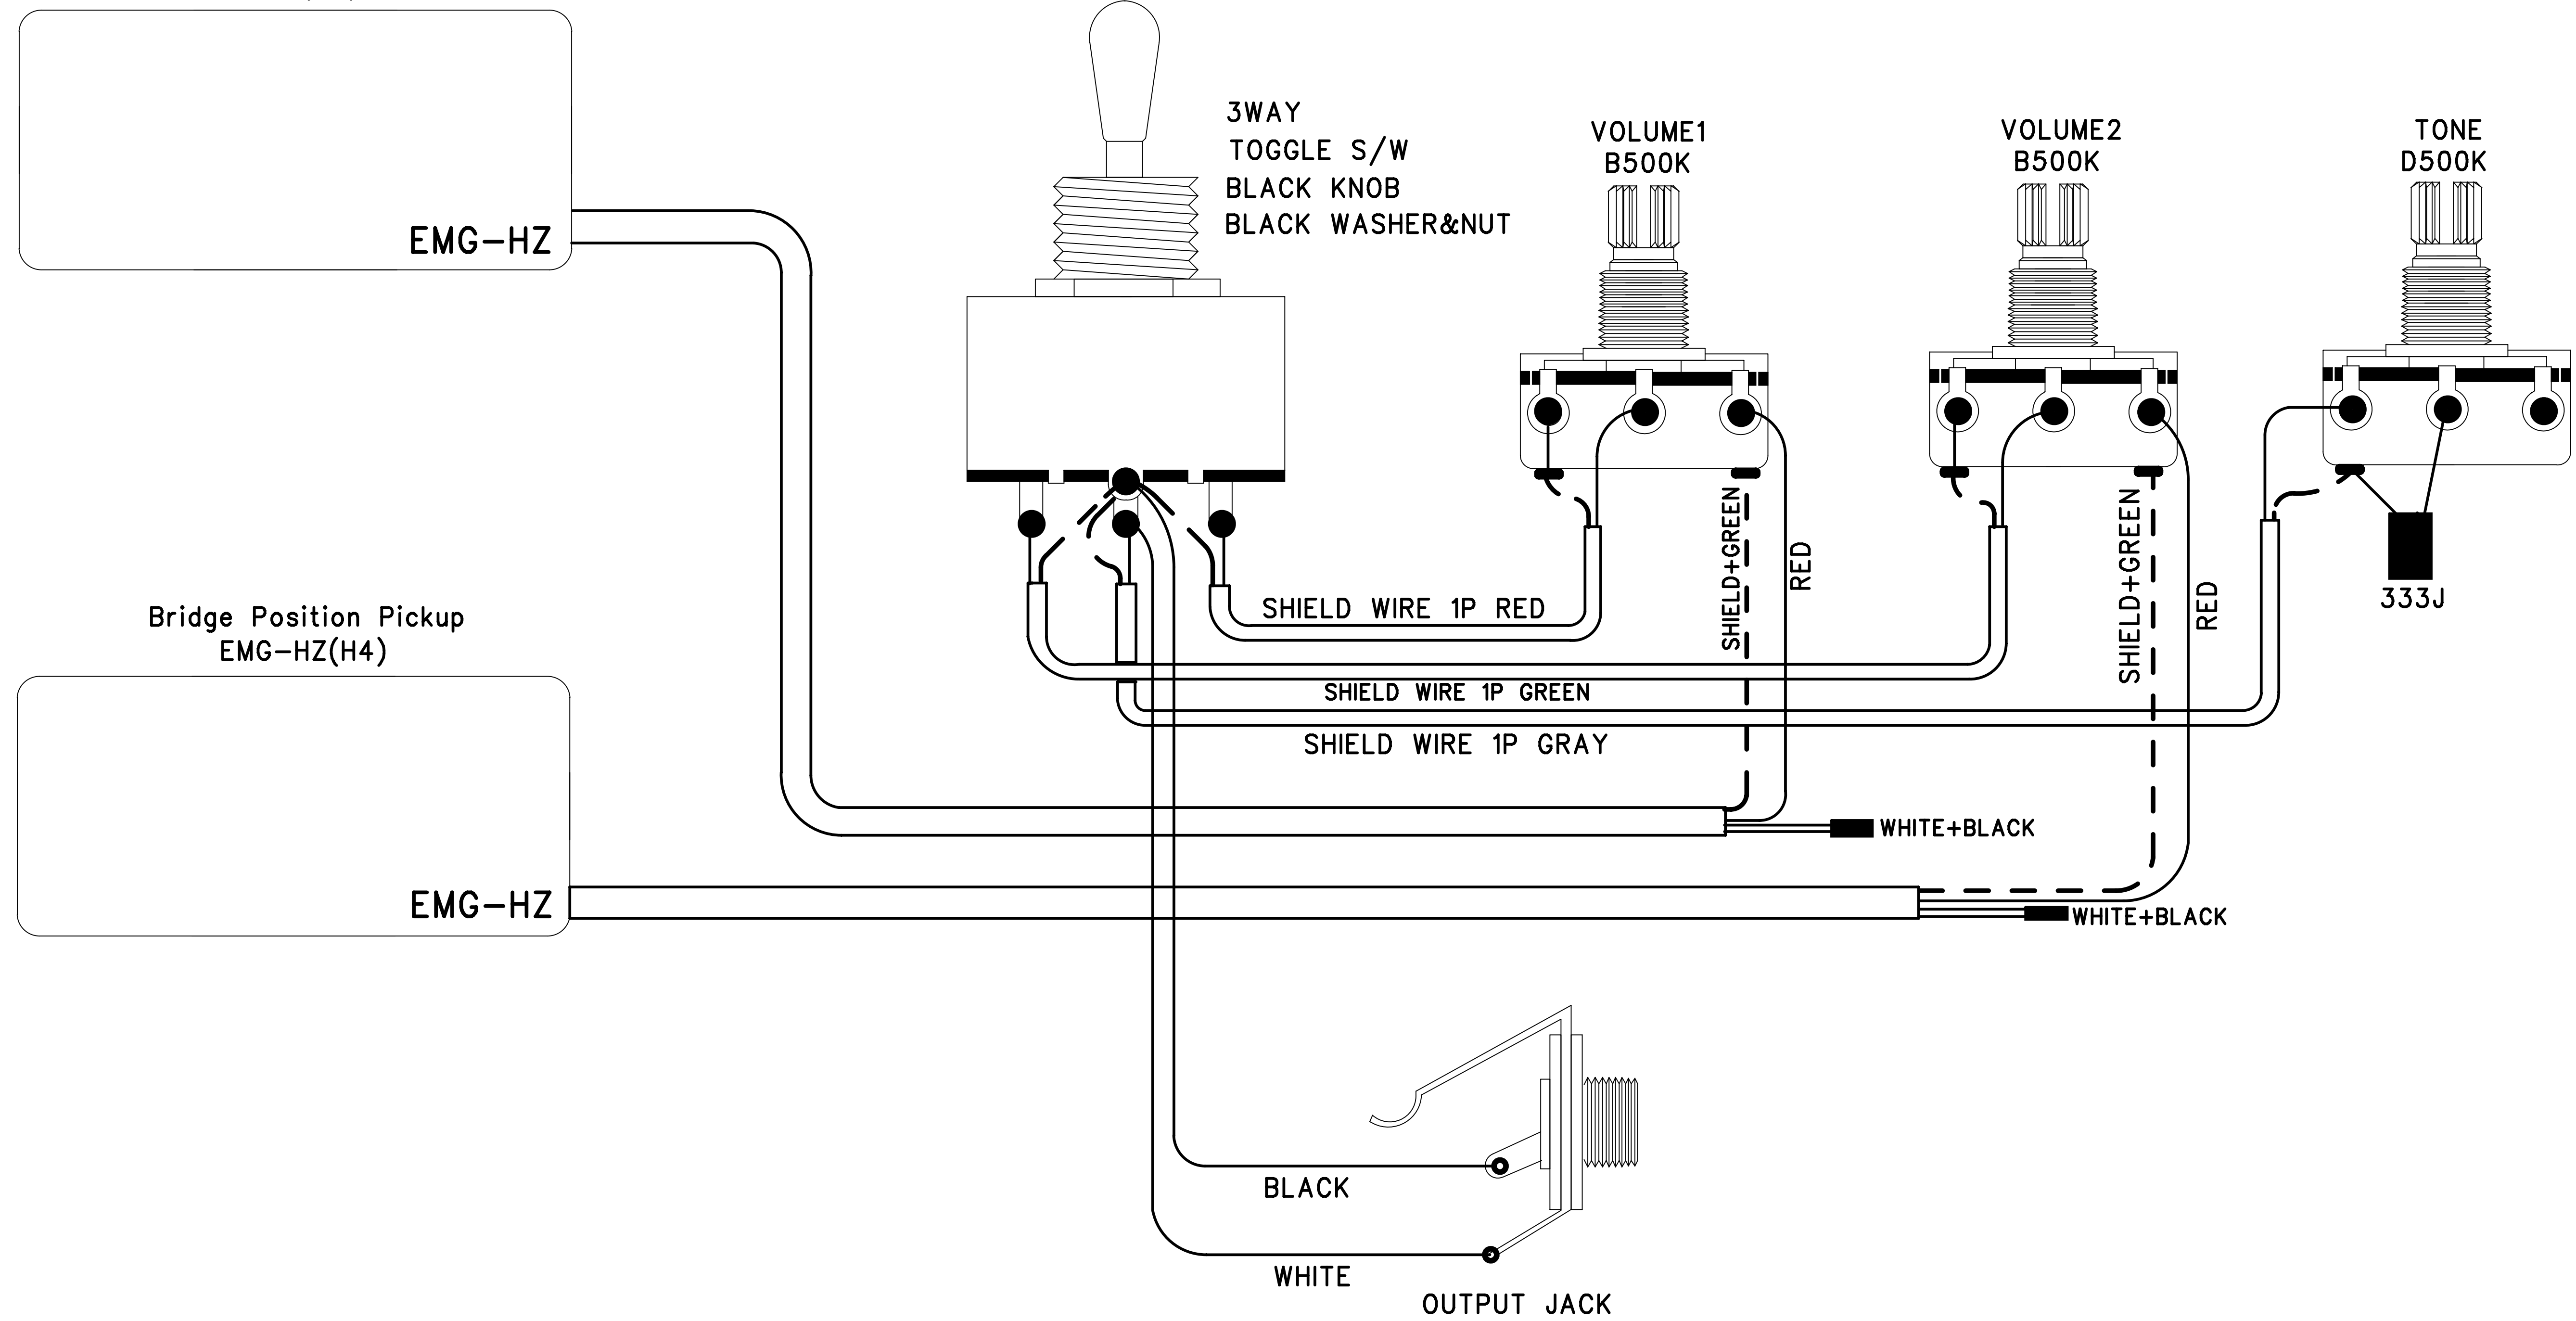 EMG-HZ
3WAY
TOGGLE S/W
BLACK KNOB
BLACK WASHER&NUT
VOLUME1
B500K
VOLUME2
B500K
TONE
D500K
333J
SHIELD+GREEN
RED
SHIELD+GREEN
RED
SHIELD WIRE 1P RED
SHIELD WIRE 1P GREEN
SHIELD WIRE 1P GRAY
Bridge Position Pickup
EMG-HZ(H4)
EMG-HZ
WHITE+BLACK
WHITE+BLACK
BLACK
WHITE
OUTPUT JACK